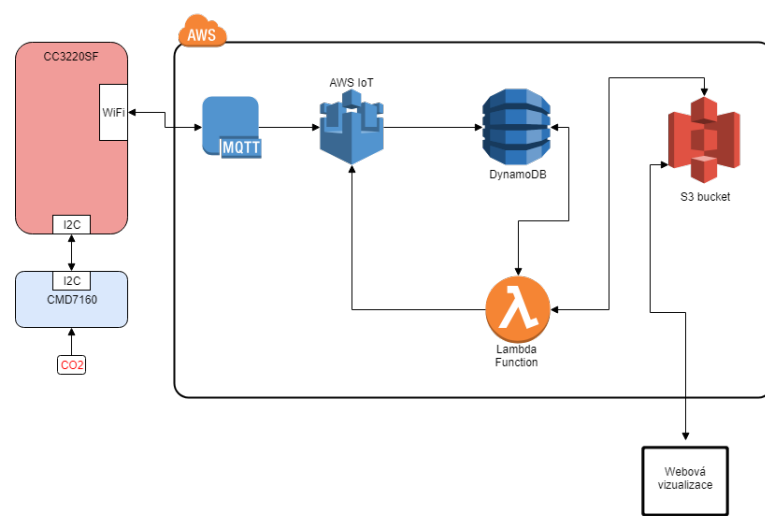 CC3220SF
WiFi
I2C
I2C
CMD7160
CO2
AWS
MQTT
AWS IoT
DynamoDB
S3 bucket
Lambda
Function
Webová
vizualizace